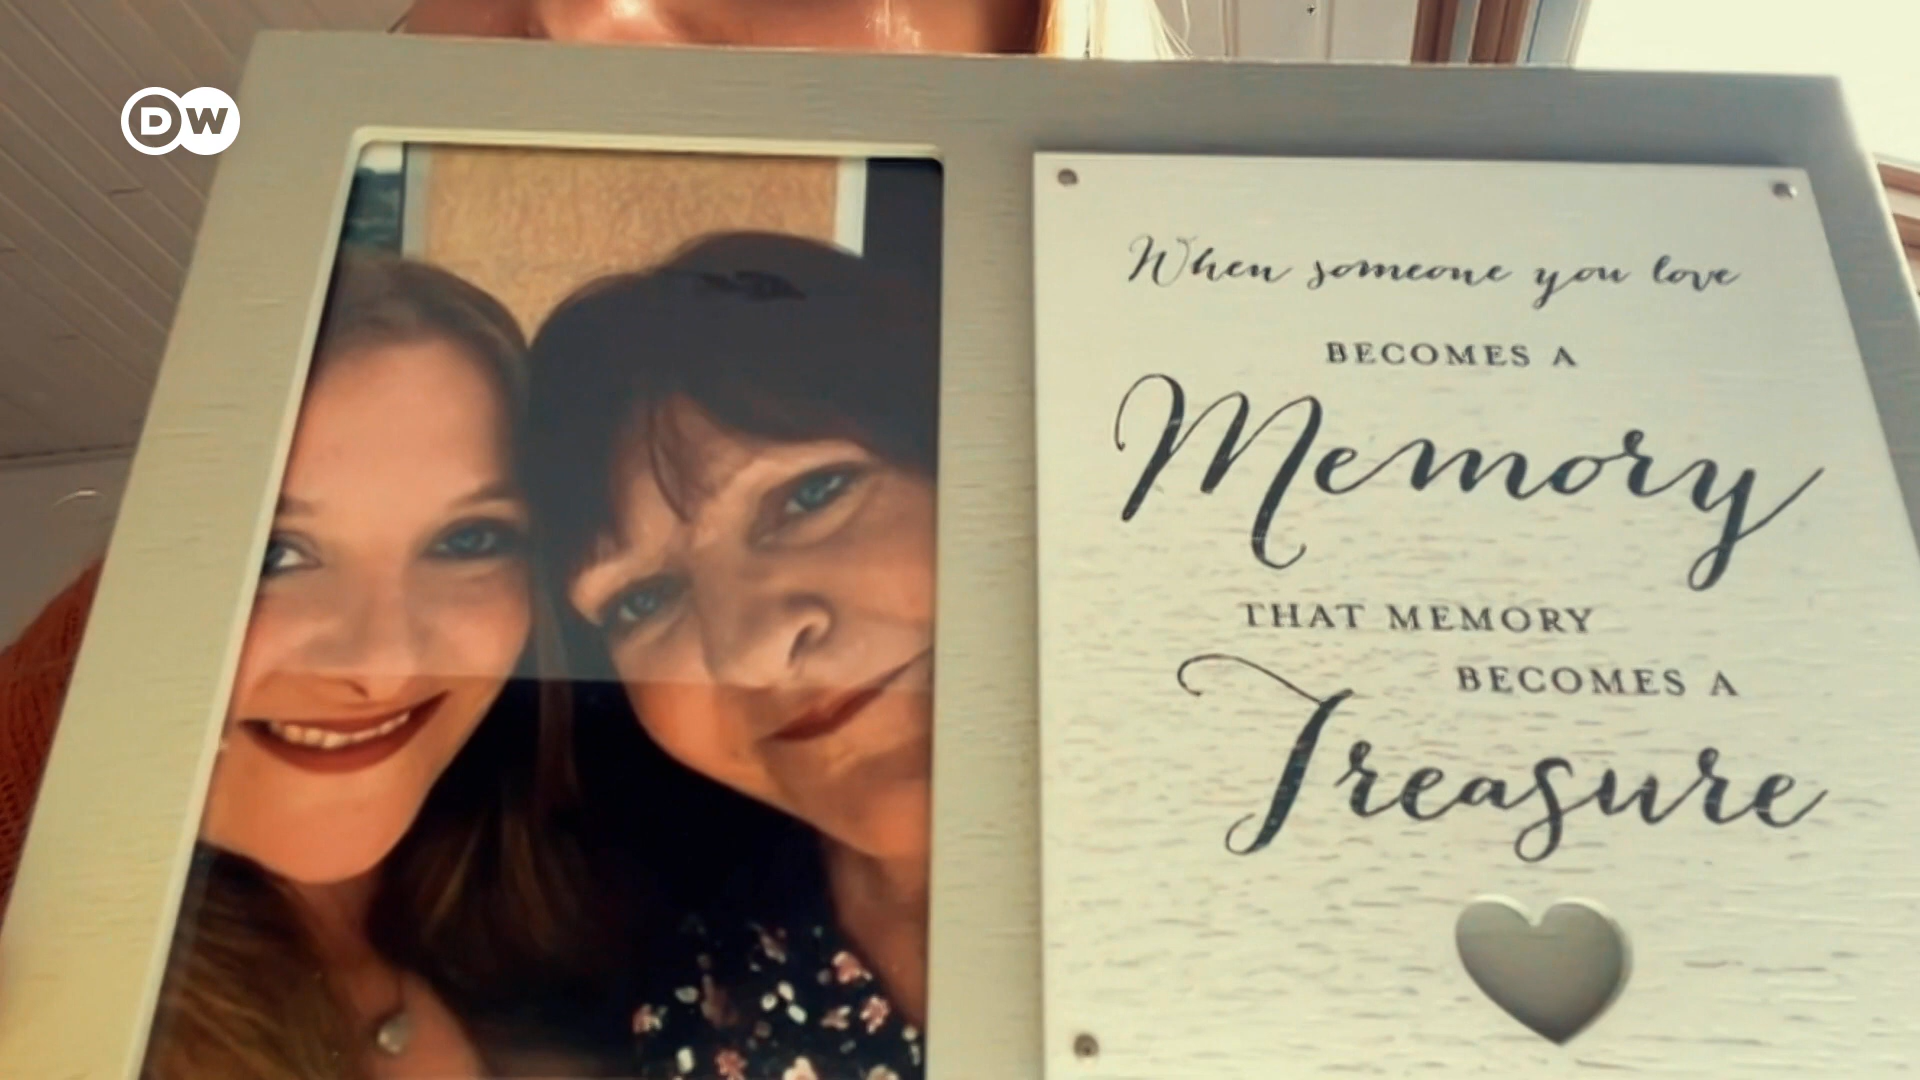 DW
When someone you love
BECOMES A
Memory
THAT MEMORY
BECOMES A
Treasure